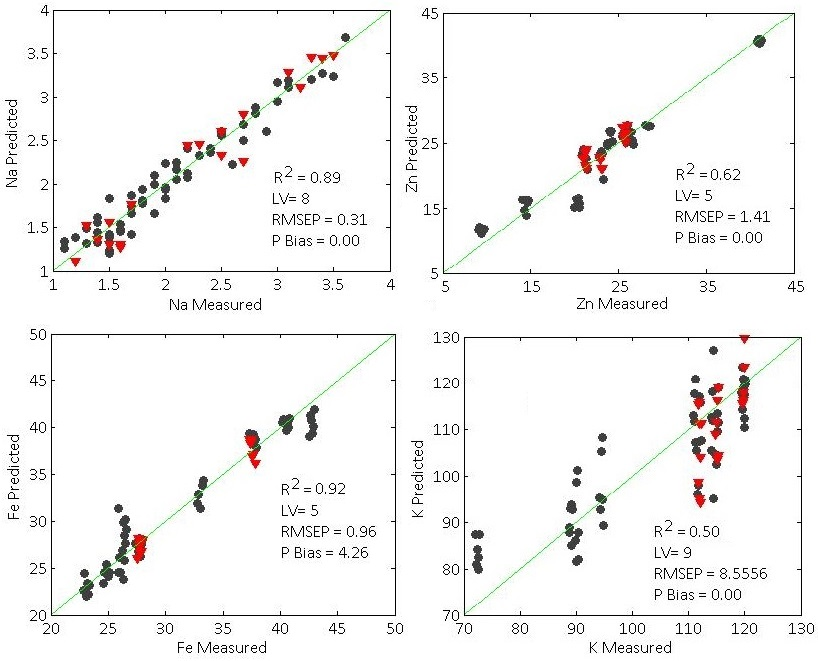 4
3.5
3
2.5
2
1.5
1
1 1.5 2 2.5 3 3.5 4
Na Predicted
Na Measured
R² = 0.89
LV= 8
RMSEP = 0.31
P Bias = 0.00
45
35
25
15
5
5 15 25 35 45
Zn Predicted
Zn Measured
R² = 0.62
LV= 5
RMSEP = 1.41
P Bias = 0.00
50
45
40
35
30
25
20
20 25 30 35 40 45 50
Fe Predicted
Fe Measured
R² = 0.92
LV= 5
RMSEP = 0.96
P Bias = 4.26
130
120
110
100
90
80
70
70 80 90 100 110 120 130
K Predicted
K Measured
R² = 0.50
LV= 9
RMSEP = 8.5556
P Bias = 0.00